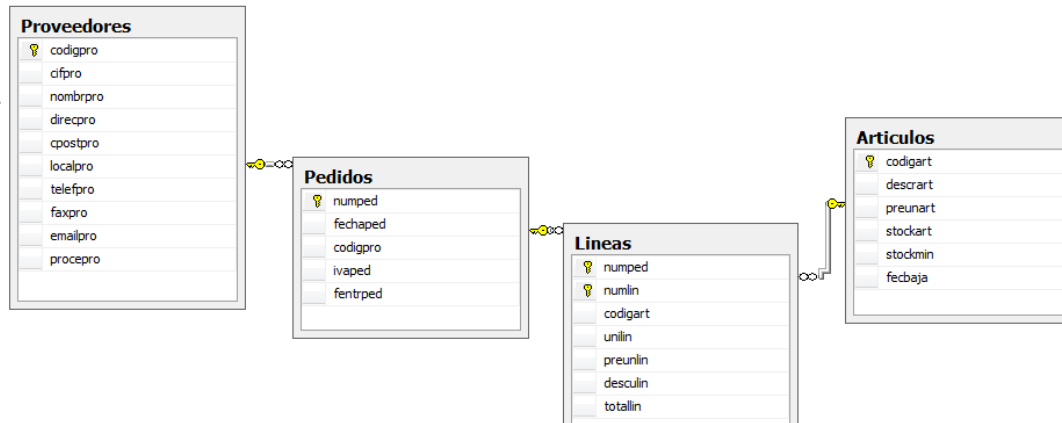 Proveedores
codigpro
cifpro
nombrpro
direcpro
cpostpro
localpro
telefpro
faxpro
emailpro
procepro
Pedidos
numped
fechaped
codigpro
ivaped
fentrped
Lineas
numped
numlin
codigart
unilin
preunlin
desculin
totallin
Articulos
codigart
descrart
preunart
stockart
stockmin
fecbaja